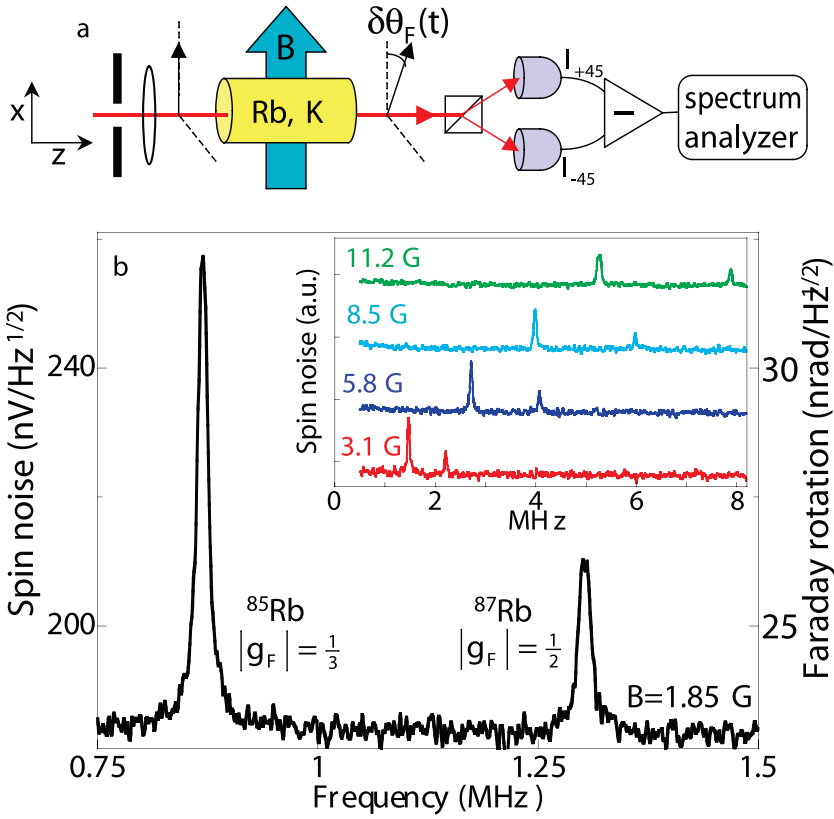 a
x
z
B
Rb, K
δθF(t)
I+45
I-45
−
spectrum
analyzer
b
Spin noise (nV/Hz1/2)
240
200
Faraday rotation (nrad/Hz1/2)
30
25
Spin noise (a.u.)
11.2 G
8.5 G
5.8 G
3.1 G
0 2 4 6 8
MHz
85Rb
|gF| = 1/3
87Rb
|gF| = 1/2
B=1.85 G
0.75 1 1.25 1.5
Frequency (MHz)